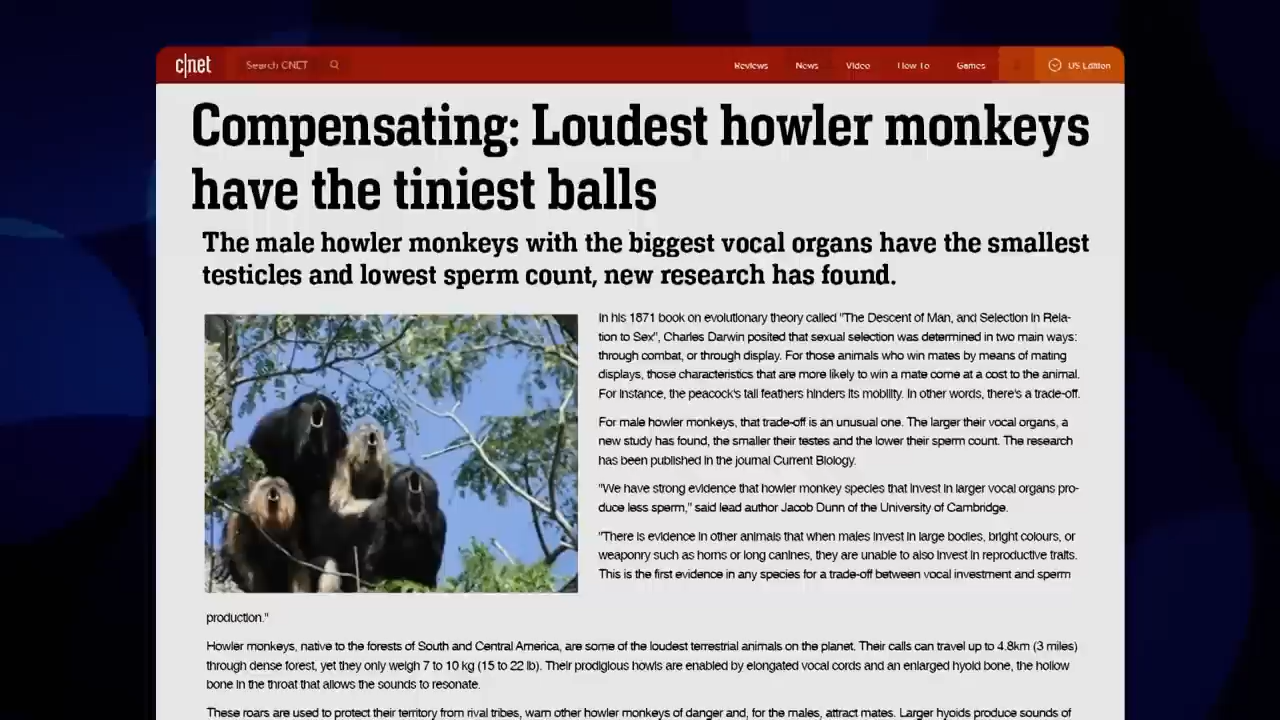 c|net
Search CNET
Reviews
News
Video
How To
Games
US Edition
Compensating: Loudest howler monkeys
have the tiniest balls
The male howler monkeys with the biggest vocal organs have the smallest
testicles and lowest sperm count, new research has found.
In his 1871 book on evolutionary theory called "The Descent of Man, and Selection in Rela-
tion to Sex", Charles Darwin posited that sexual selection was determined in two main ways:
through combat, or through display. For those animals who win mates by means of mating
displays, those characteristics that are more likely to win a mate come at a cost to the animal.
For instance, the peacock's tail feathers hinders its mobility. In other words, there's a trade-off.
For male howler monkeys, that trade-off is an unusual one. The larger their vocal organs, a
new study has found, the smaller their testes and the lower their sperm count. The research
has been published in the journal Current Biology.
"We have strong evidence that howler monkey species that invest in larger vocal organs pro-
duce less sperm," said lead author Jacob Dunn of the University of Cambridge.
"There is evidence in other animals that when males invest in large bodies, bright colours, or
weaponry such as horns or long canines, they are unable to also invest in reproductive traits.
This is the first evidence in any species for a trade-off between vocal investment and sperm
production."
Howler monkeys, native to the forests of South and Central America, are some of the loudest terrestrial animals on the planet. Their calls can travel up to 4.8km (3 miles)
through dense forest, yet they only weigh 7 to 10 kg (15 to 22 lb). Their prodigious howls are enabled by elongated vocal cords and an enlarged hyoid bone, the hollow
bone in the throat that allows the sounds to resonate.
These roars are used to protect their territory from rival tribes, warn other howler monkeys of danger and, for the males, attract mates. Larger hyoids produce sounds of